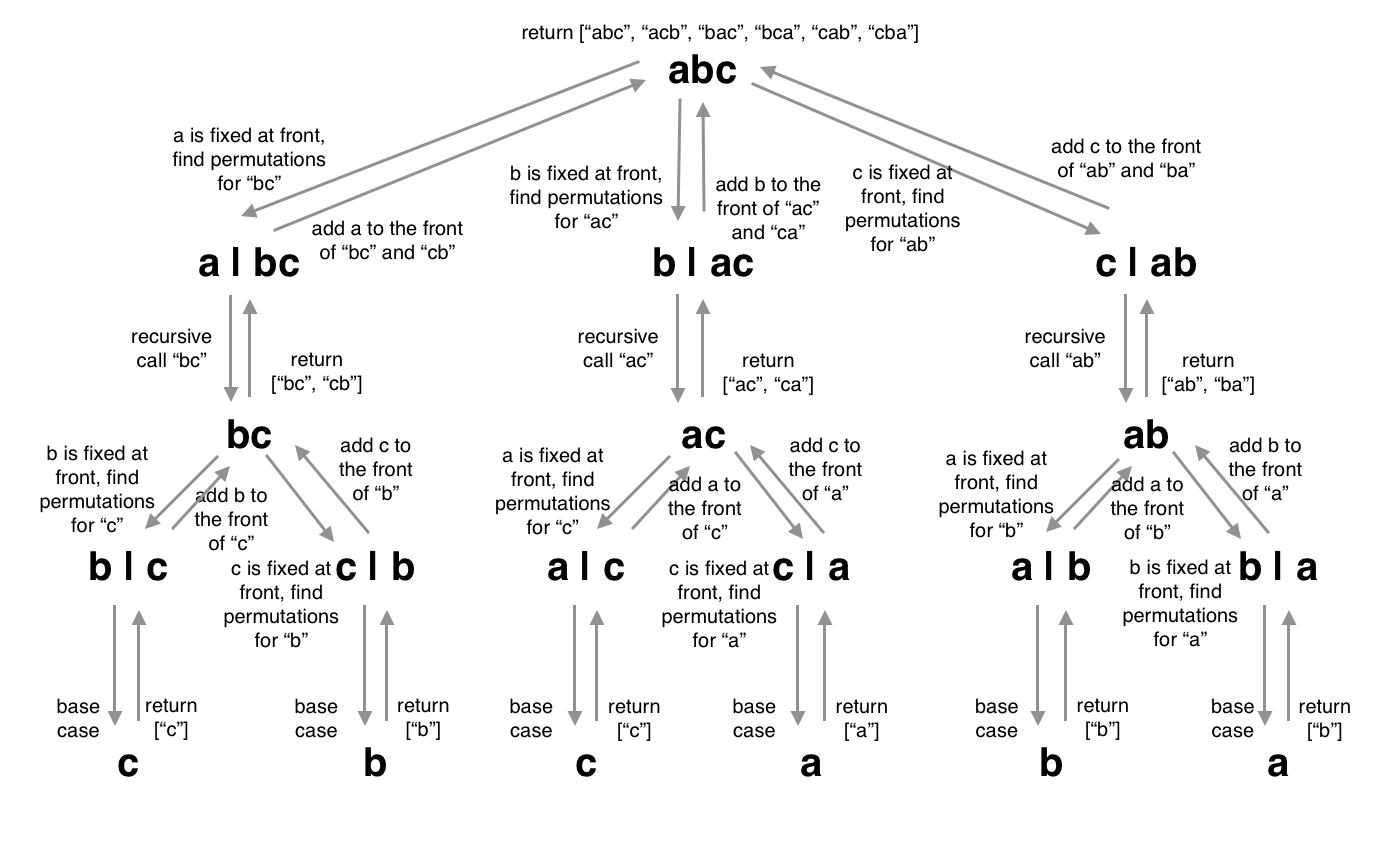 return [“abc”, “acb”, “bac”, “bca”, “cab”, “cba”]
abc
a is fixed at front,
find permutations
for “bc”
add a to the front
of “bc” and “cb”
b is fixed at front,
find permutations
for “ac”
add b to the
front of “ac”
and “ca”
c is fixed at
front, find
permutations
for “ab”
add c to the front
of “ab” and “ba”
a | bc
b | ac
c | ab
recursive
call “bc”
return
[“bc”, “cb”]
recursive
call “ac”
return
[“ac”, “ca”]
recursive
call “ab”
return
[“ab”, “ba”]
bc
ac
ab
b is fixed at
front, find
permutations
for “c”
add b to
the front
of “c”
c is fixed at
front, find
permutations
for “b”
add c to
the front
of “b”
a is fixed at
front, find
permutations
for “c”
add a to
the front
of “c”
c is fixed at
front, find
permutations
for “a”
add c to
the front
of “a”
a is fixed at
front, find
permutations
for “b”
add a to
the front
of “b”
b is fixed at
front, find
permutations
for “a”
add b to
the front
of “a”
b | c
c | b
a | c
c | a
a | b
b | a
base
case
return
[“c”]
base
case
return
[“b”]
base
case
return
[“c”]
base
case
return
[“a”]
base
case
return
[“b”]
base
case
return
[“b”]
c
b
c
a
b
a